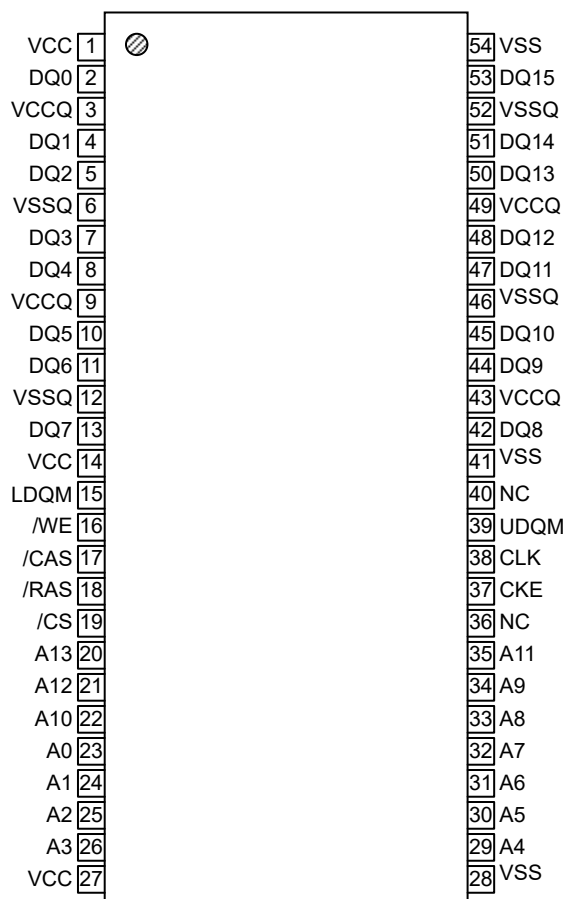 VCC 1 54 VSS
DQ0 2 53 DQ15
VCCQ 3 52 VSSQ
DQ1 4 51 DQ14
DQ2 5 50 DQ13
VSSQ 6 49 VCCQ
DQ3 7 48 DQ12
DQ4 8 47 DQ11
VCCQ 9 46 VSSQ
DQ5 10 45 DQ10
DQ6 11 44 DQ9
VSSQ 12 43 VCCQ
DQ7 13 42 DQ8
VCC 14 41 VSS
LDQM 15 40 NC
/WE 16 39 UDQM
/CAS 17 38 CLK
/RAS 18 37 CKE
/CS 19 36 NC
A13 20 35 A11
A12 21 34 A9
A10 22 33 A8
A0 23 32 A7
A1 24 31 A6
A2 25 30 A5
A3 26 29 A4
VCC 27 28 VSS